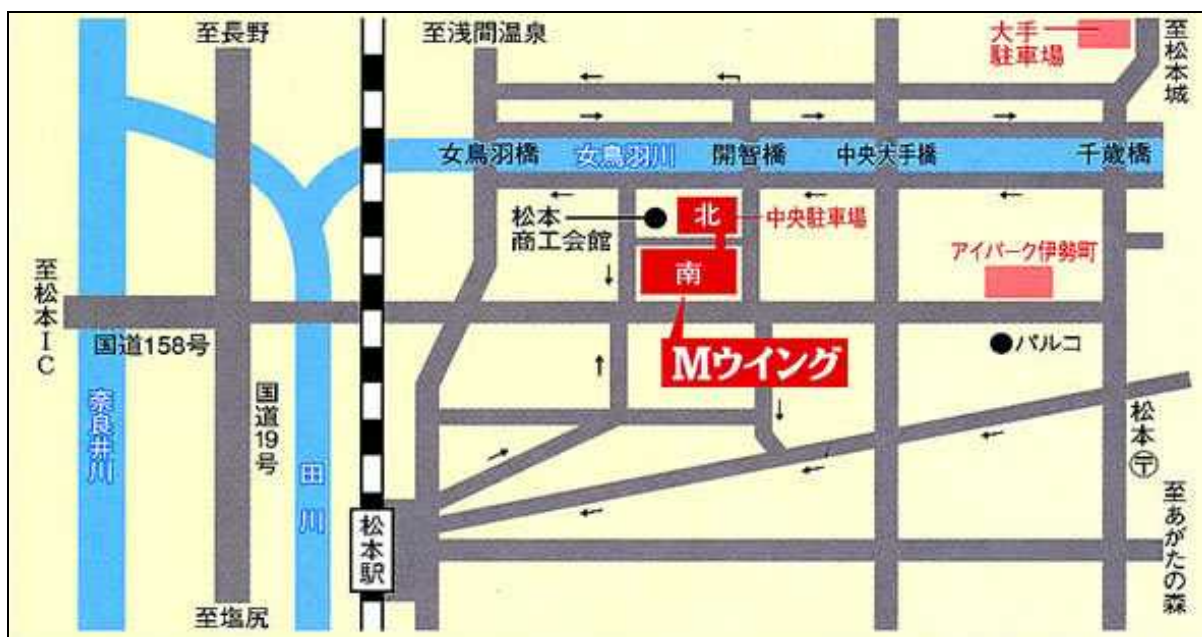 至長野
至浅間温泉
大手
駐車場
至松本城
女鳥羽橋
女鳥羽川
開智橋
中央大手橋
千歳橋
松本
商工会館
北
中央駐車場
南
アイパーク伊勢町
至松本IC
国道158号
Mウイング
パルコ
奈良井川
国道19号
田川
松本駅
松本〒
至あがたの森
至塩尻